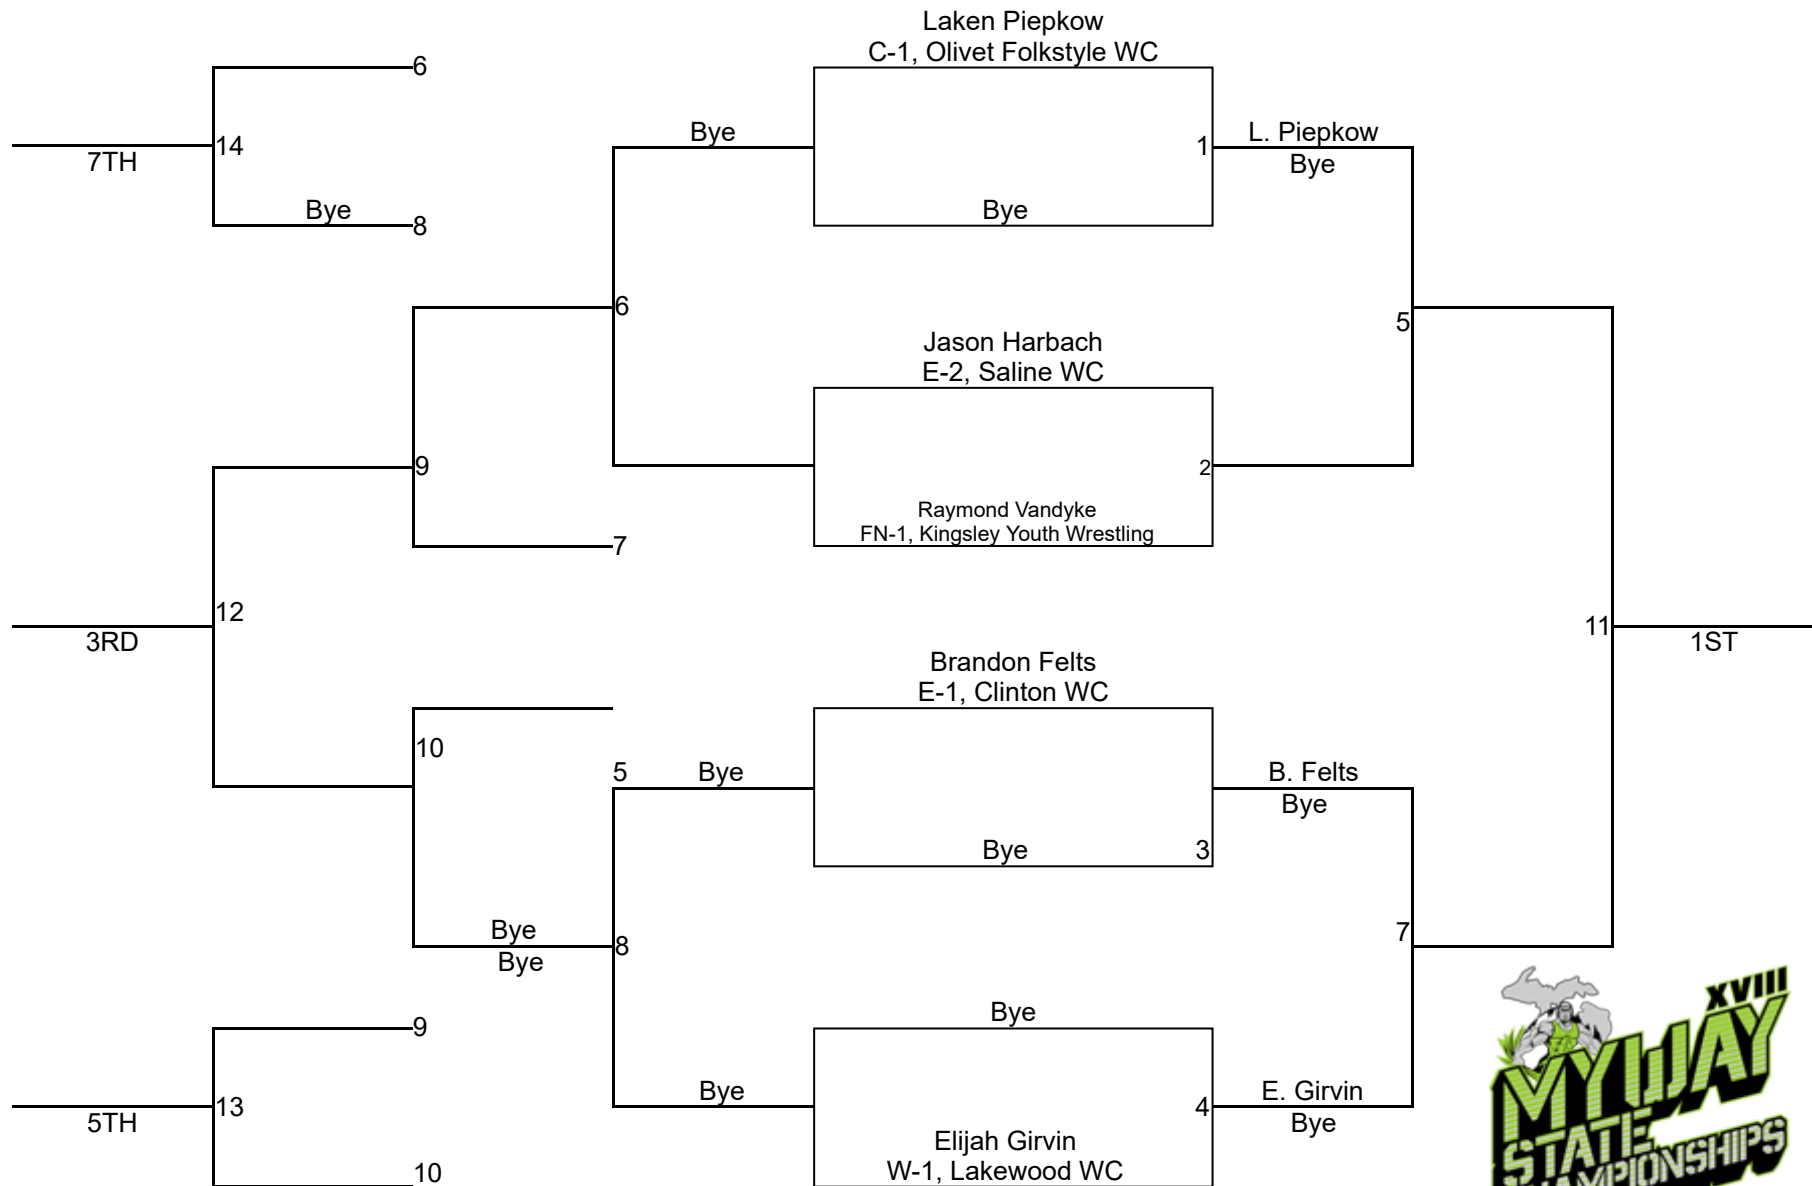 Laken Piepkow
C-1, Olivet Folkstyle WC
6
Bye
L. Piepkow
14
1
7TH
Bye
Bye
Bye
8
6
5
Jason Harbach
E-2, Saline WC
9
2
Raymond Vandyke
FN-1, Kingsley Youth Wrestling
7
12
11
3RD
1ST
Brandon Felts
E-1, Clinton WC
10
5
Bye
B. Felts
Bye
Bye
3
Bye
8
7
Bye
XVIII
Bye
9
MYWAY
Bye
E. Girvin
13
4
5TH
Bye
STATE
Elijah Girvin
W-1, Lakewood WC
10
CHAMPIONSHIPS